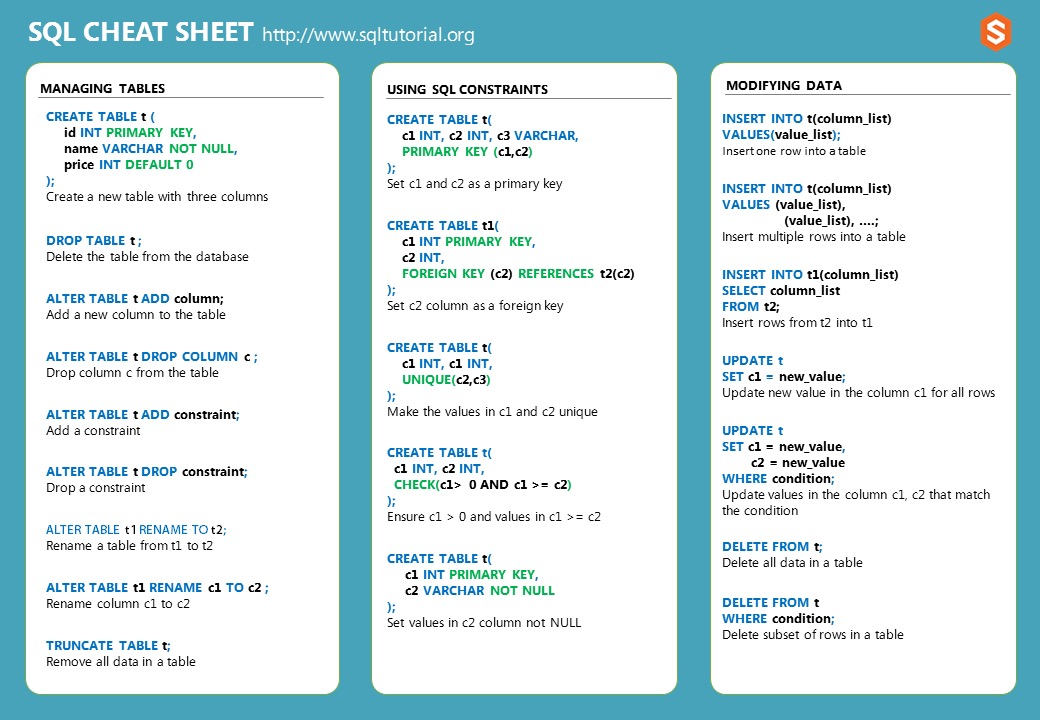 SQL CHEAT SHEET http://www.sqltutorial.org
S
MANAGING TABLES
CREATE TABLE t (
id INT PRIMARY KEY,
name VARCHAR NOT NULL,
price INT DEFAULT 0
);
Create a new table with three columns
DROP TABLE t ;
Delete the table from the database
ALTER TABLE t ADD column;
Add a new column to the table
ALTER TABLE t DROP COLUMN c ;
Drop column c from the table
ALTER TABLE t ADD constraint;
Add a constraint
ALTER TABLE t DROP constraint;
Drop a constraint
ALTER TABLE t1 RENAME TO t2;
Rename a table from t1 to t2
ALTER TABLE t1 RENAME c1 TO c2 ;
Rename column c1 to c2
TRUNCATE TABLE t;
Remove all data in a table
USING SQL CONSTRAINTS
CREATE TABLE t(
c1 INT, c2 INT, c3 VARCHAR,
PRIMARY KEY (c1,c2)
);
Set c1 and c2 as a primary key
CREATE TABLE t1(
c1 INT PRIMARY KEY,
c2 INT,
FOREIGN KEY (c2) REFERENCES t2(c2)
);
Set c2 column as a foreign key
CREATE TABLE t(
c1 INT, c1 INT,
UNIQUE(c2,c3)
);
Make the values in c1 and c2 unique
CREATE TABLE t(
c1 INT, c2 INT,
CHECK(c1> 0 AND c1 >= c2)
);
Ensure c1 > 0 and values in c1 >= c2
CREATE TABLE t(
c1 INT PRIMARY KEY,
c2 VARCHAR NOT NULL
);
Set values in c2 column not NULL
MODIFYING DATA
INSERT INTO t(column_list)
VALUES(value_list);
Insert one row into a table
INSERT INTO t(column_list)
VALUES (value_list),
(value_list), ....;
Insert multiple rows into a table
INSERT INTO t1(column_list)
SELECT column_list
FROM t2;
Insert rows from t2 into t1
UPDATE t
SET c1 = new_value;
Update new value in the column c1 for all rows
UPDATE t
SET c1 = new_value,
c2 = new_value
WHERE condition;
Update values in the column c1, c2 that match
the condition
DELETE FROM t;
Delete all data in a table
DELETE FROM t
WHERE condition;
Delete subset of rows in a table